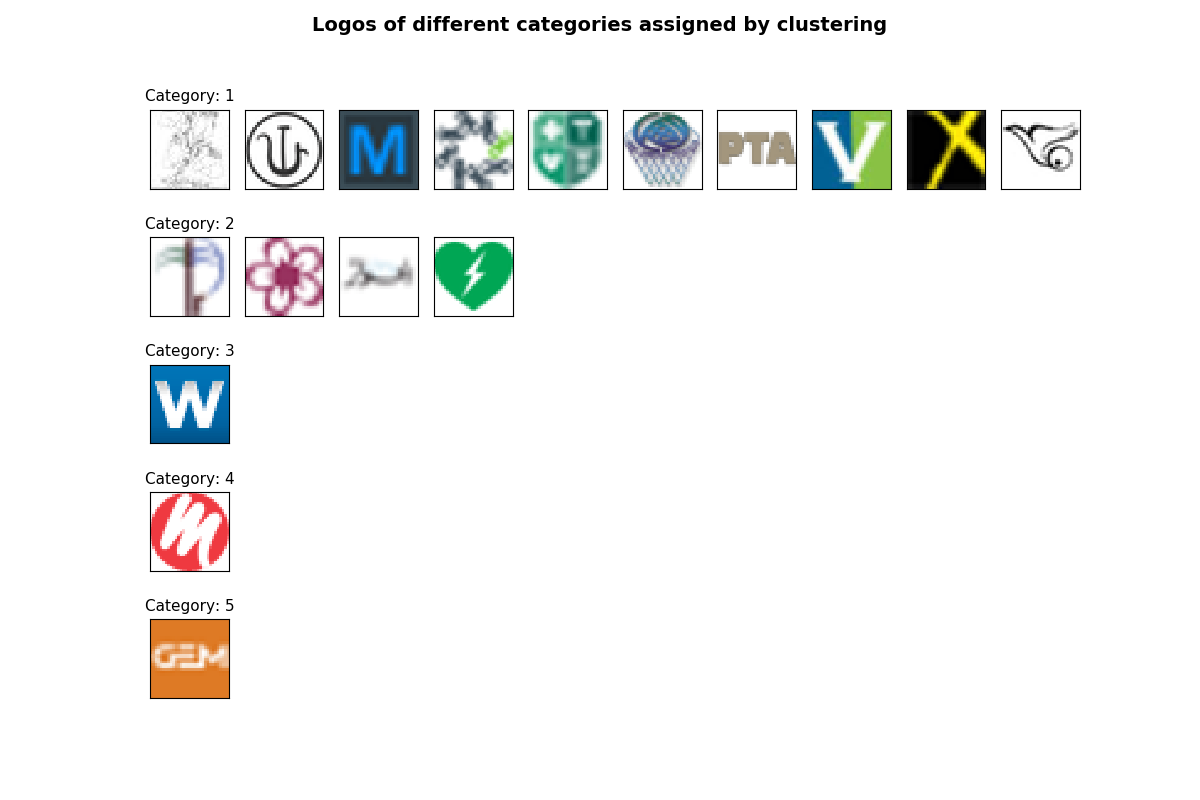 Logos of different categories assigned by clustering
Category: 1
M
PTA
V
X
Category: 2
Category: 3
W
Category: 4
m
Category: 5
GEM